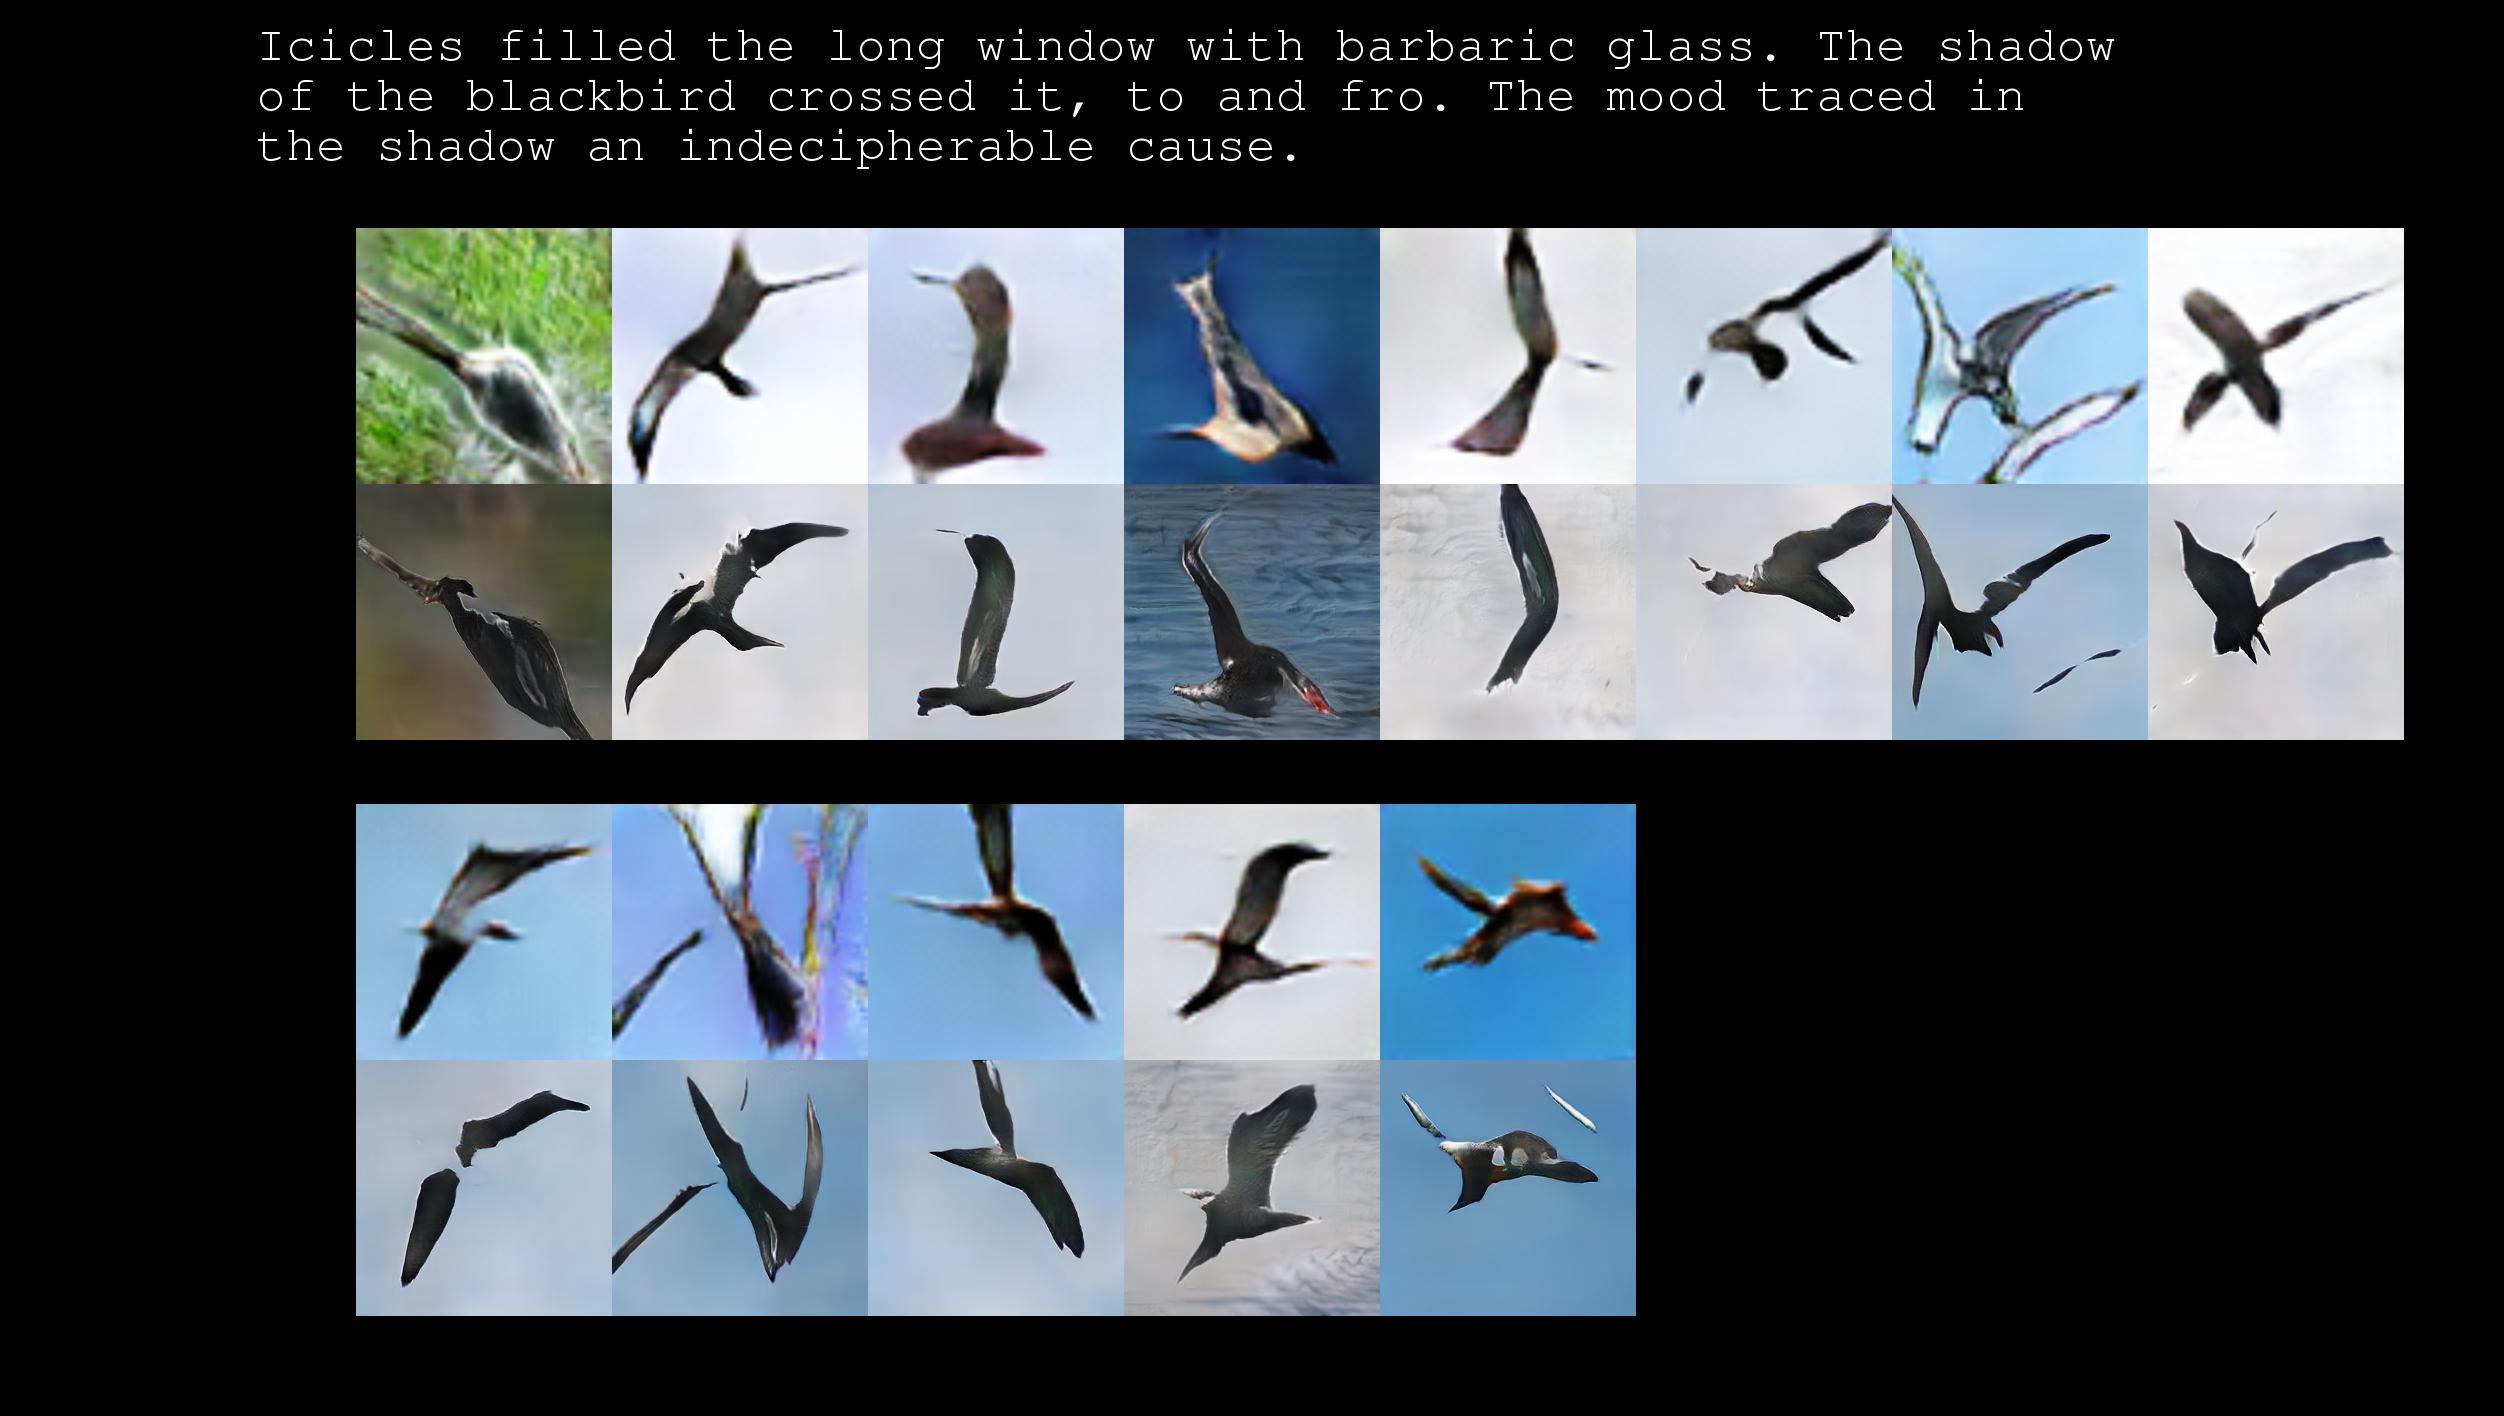 Icicles filled the long window with barbaric glass. The shadow
of the blackbird crossed it, to and fro. The mood traced in
the shadow an indecipherable cause.